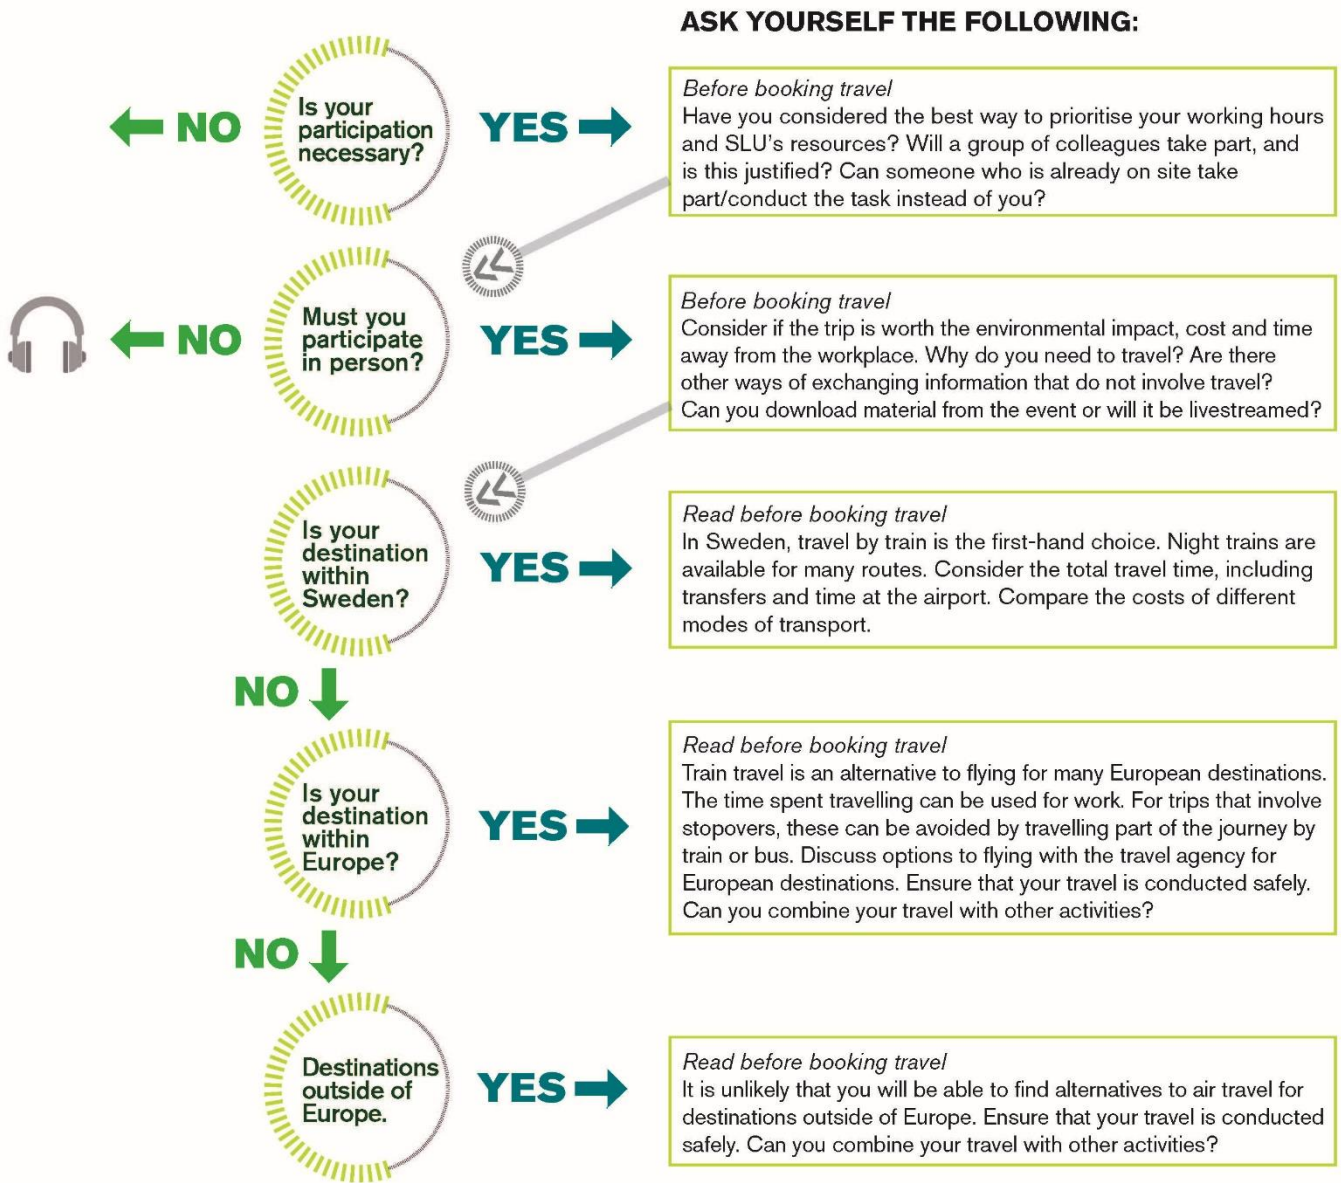 ASK YOURSELF THE FOLLOWING:
NO
Is your
participation
necessary?
YES
Before booking travel
Have you considered the best way to prioritise your working hours
and SLU's resources? Will a group of colleagues take part, and
is this justified? Can someone who is already on site take
part/conduct the task instead of you?
NO
Must you
participate
in person?
YES
Before booking travel
Consider if the trip is worth the environmental impact, cost and time
away from the workplace. Why do you need to travel? Are there
other ways of exchanging information that do not involve travel?
Can you download material from the event or will it be livestreamed?
Is your
destination
within
Sweden?
YES
Read before booking travel
In Sweden, travel by train is the first-hand choice. Night trains are
available for many routes. Consider the total travel time, including
transfers and time at the airport. Compare the costs of different
modes of transport.
NO
Is your
destination
within
Europe?
YES
Read before booking travel
Train travel is an alternative to flying for many European destinations.
The time spent travelling can be used for work. For trips that involve
stopovers, these can be avoided by travelling part of the journey by
train or bus. Discuss options to flying with the travel agency for
European destinations. Ensure that your travel is conducted safely.
Can you combine your travel with other activities?
NO
Destinations
outside of
Europe.
YES
Read before booking travel
It is unlikely that you will be able to find alternatives to air travel for
destinations outside of Europe. Ensure that your travel is conducted
safely. Can you combine your travel with other activities?